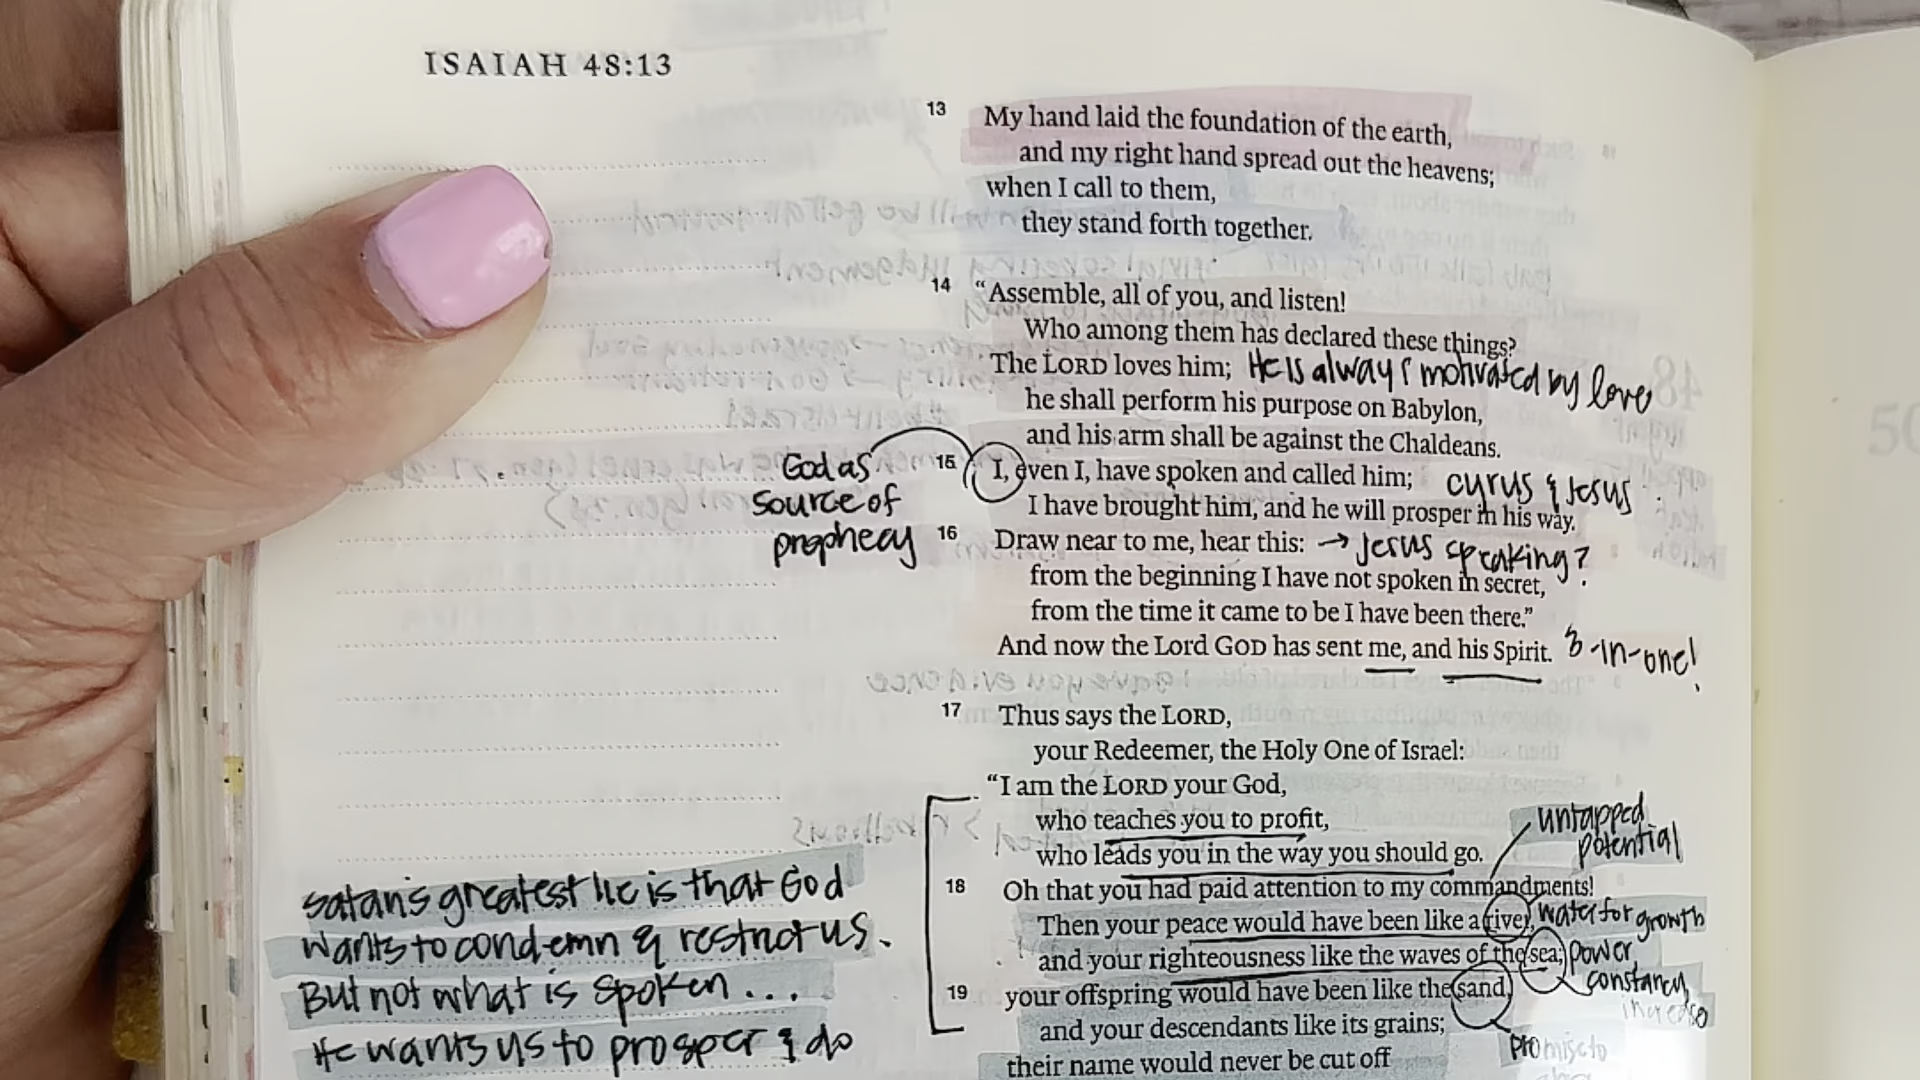 ISAIAH 48:13
13 My hand laid the foundation of the earth,
and my right hand spread out the heavens;
when I call to them,
they stand forth together.
14 "Assemble, all of you, and listen!
Who among them has declared these things?
The LORD loves him; He is always motivated by love
he shall perform his purpose on Babylon,
and his arm shall be against the Chaldeans.
God as
source of
prophecy
15 I, even I, have spoken and called him; cyrus & Jesus
I have brought him, and he will prosper in his way.
16 Draw near to me, hear this: → Jesus speaking?
from the beginning I have not spoken in secret,
from the time it came to be I have been there."
And now the Lord GOD has sent me, and his Spirit. 3-in-one!
17 Thus says the LORD,
your Redeemer, the Holy One of Israel:
"I am the LORD your God,
who teaches you to profit,
who leads you in the way you should go.
untapped
potential
18 Oh that you had paid attention to my commandments!
Then your peace would have been like a river, water for growth
and your righteousness like the waves of the sea; power,
constancy
19 your offspring would have been like the sand,
and your descendants like its grains;
promise to
their name would never be cut off
satan's greatest lie is that God
wants to condemn & restrict us.
But not what is spoken...
He wants us to prosper & do